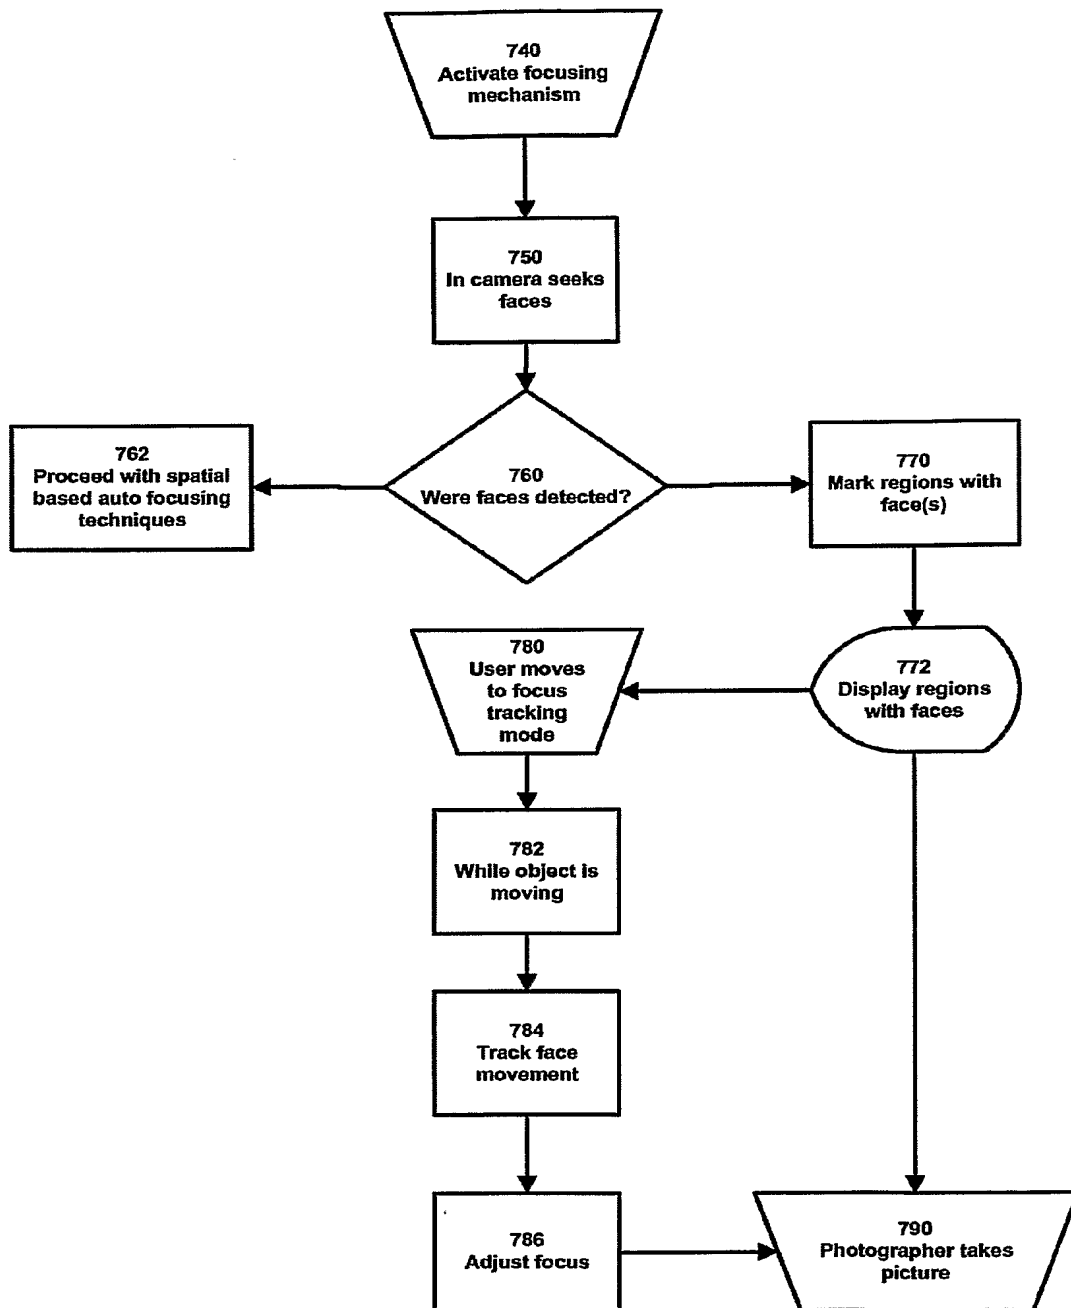 740
Activate focusing
mechanism
750
In camera seeks
faces
762
Proceed with spatial
based auto focusing
techniques
760
Were faces detected?
770
Mark regions with
face(s)
780
User moves
to focus
tracking
mode
772
Display regions
with faces
782
While object is
moving
784
Track face
movement
786
Adjust focus
790
Photographer takes
picture